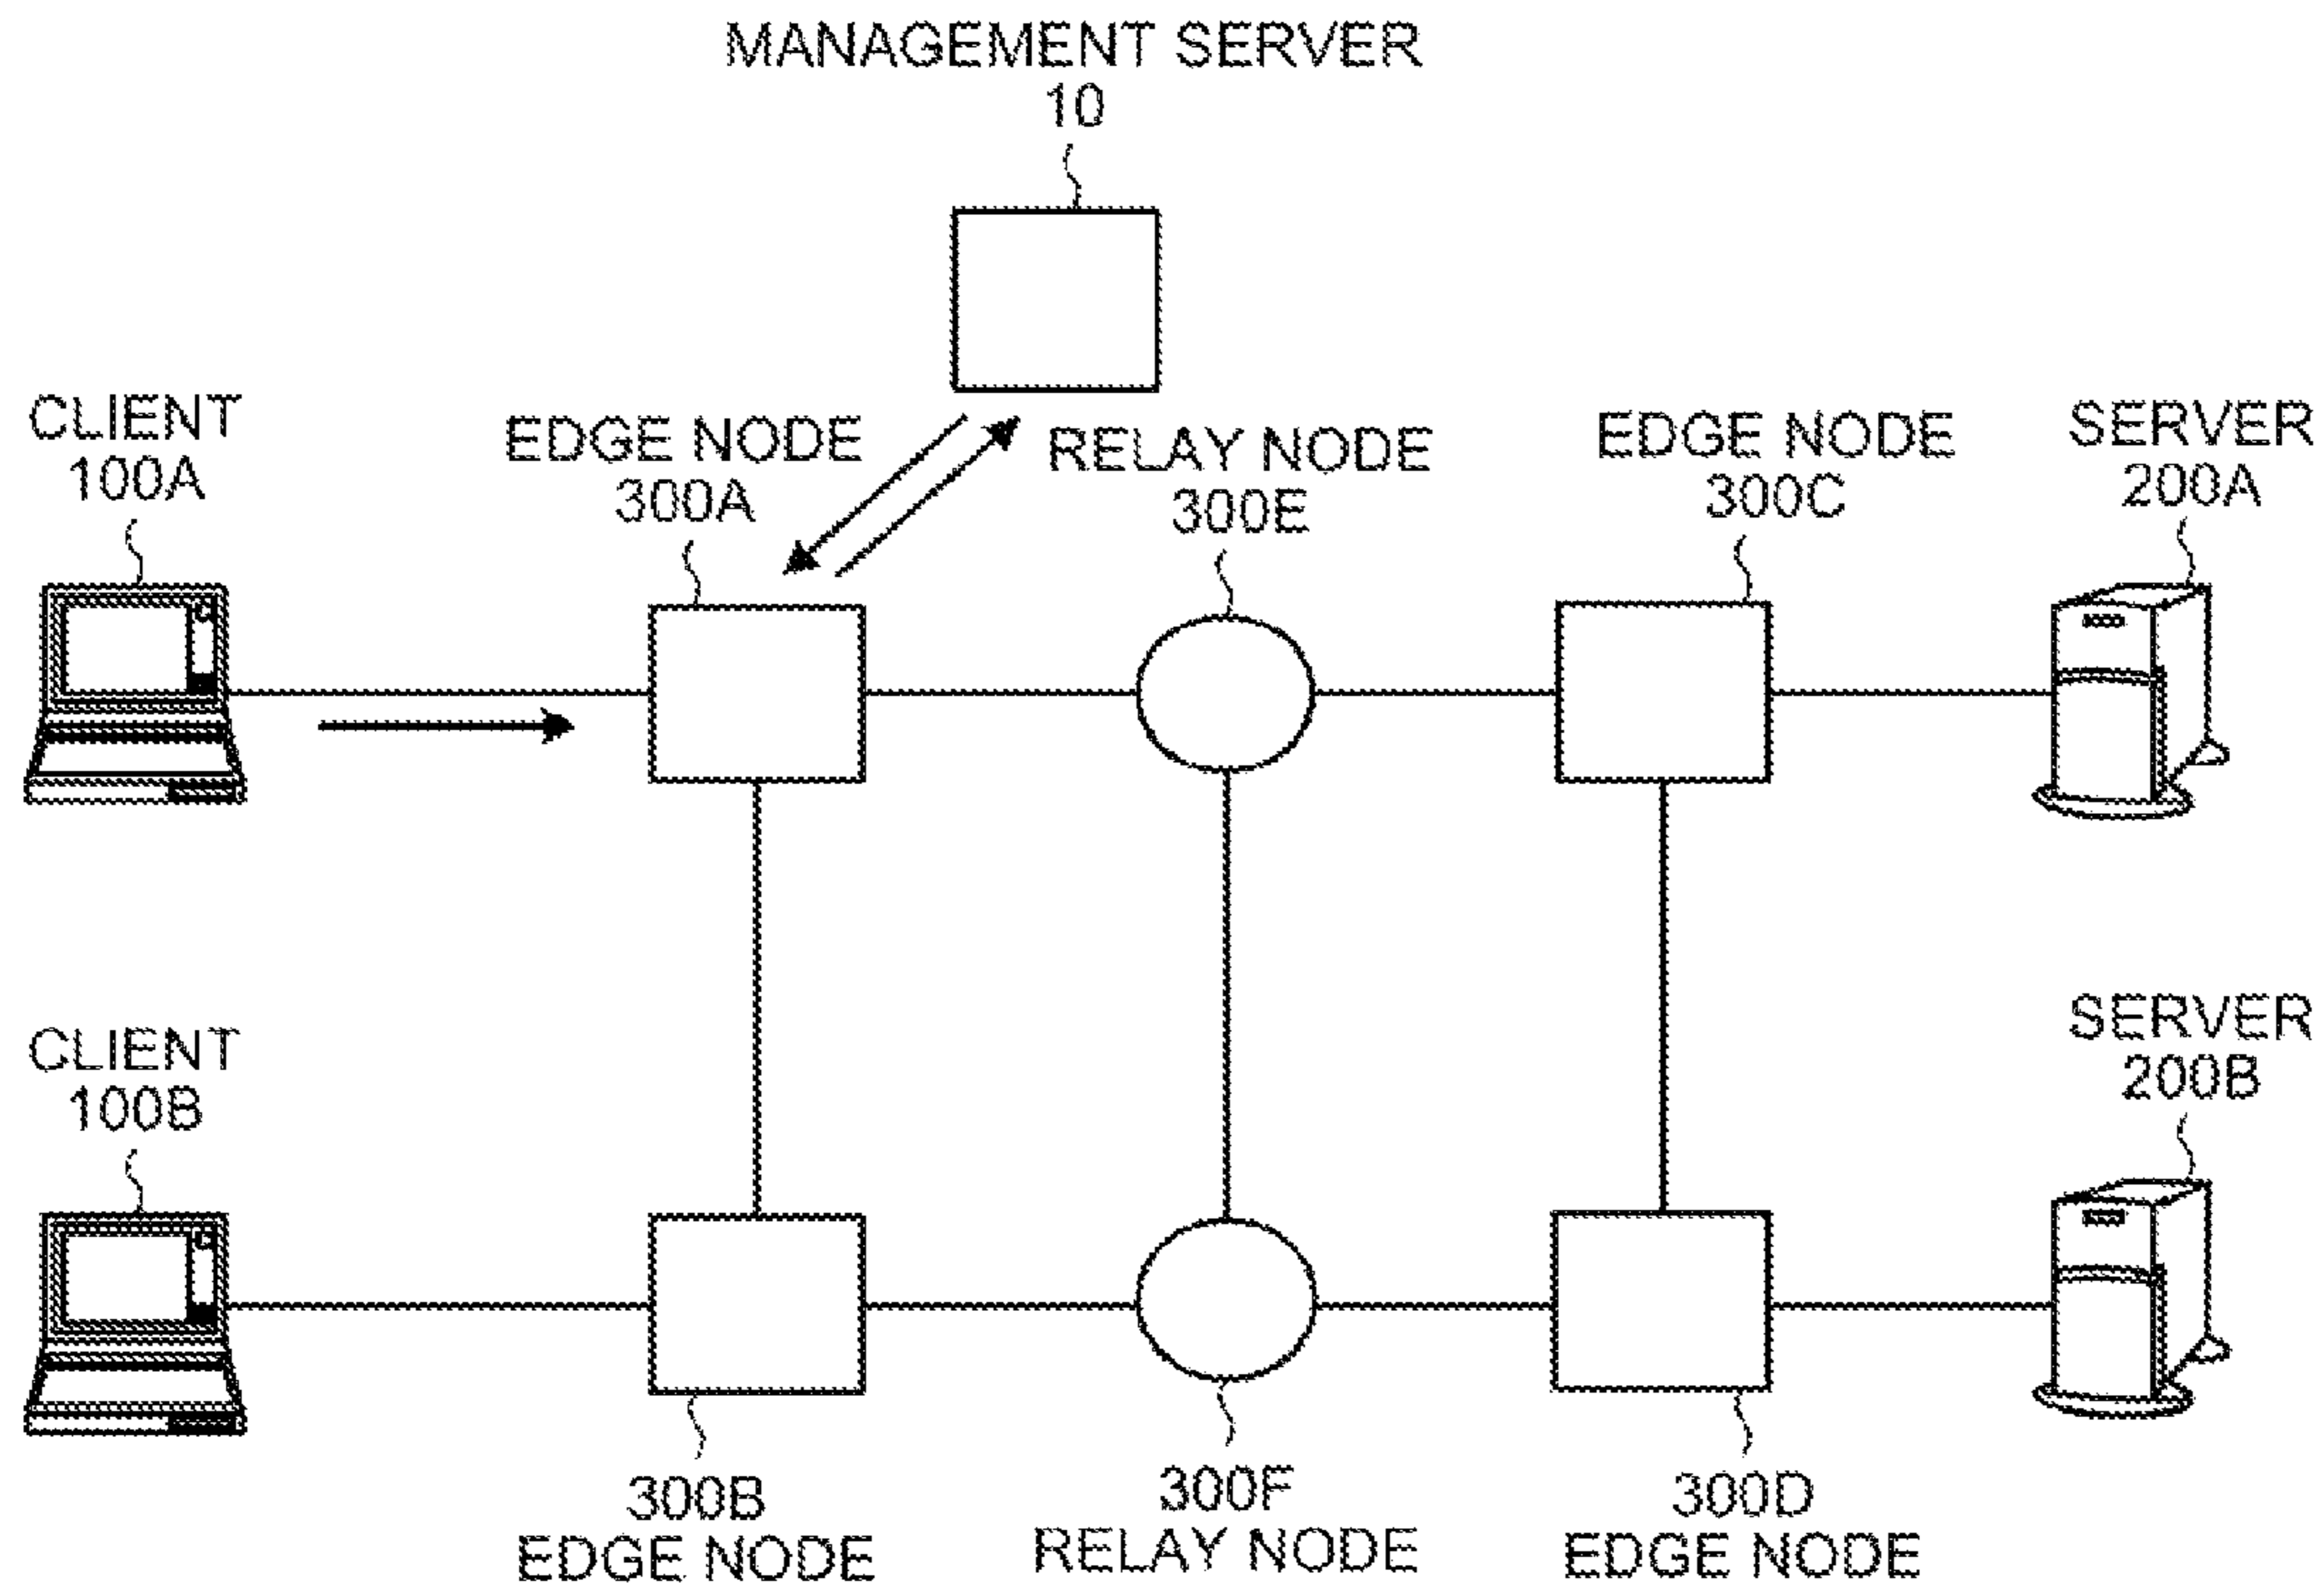 MANAGEMENT SERVER
10
CLIENT
100A
EDGE NODE
300A
RELAY NODE
300E
EDGE NODE
300C
SERVER
200A
CLIENT
100B
SERVER
200B
300B
EDGE NODE
300F
RELAY NODE
300D
EDGE NODE